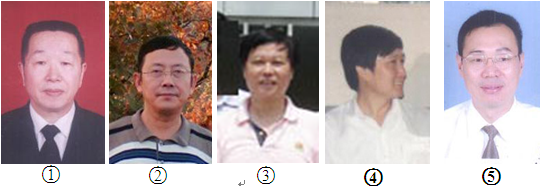 ① ② ③ ④ ⑤